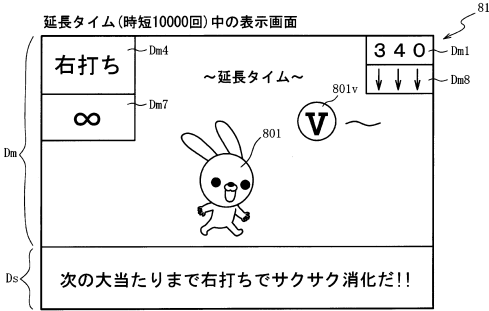 延長タイム(時短10000回)中の表示画面
81
右打ち
Dm4
340
Dm1
Dm8
∞
Dm7
～延長タイム～
801v
V
801
Dm
Ds
次の大当たりまで右打ちでサクサク消化だ!!